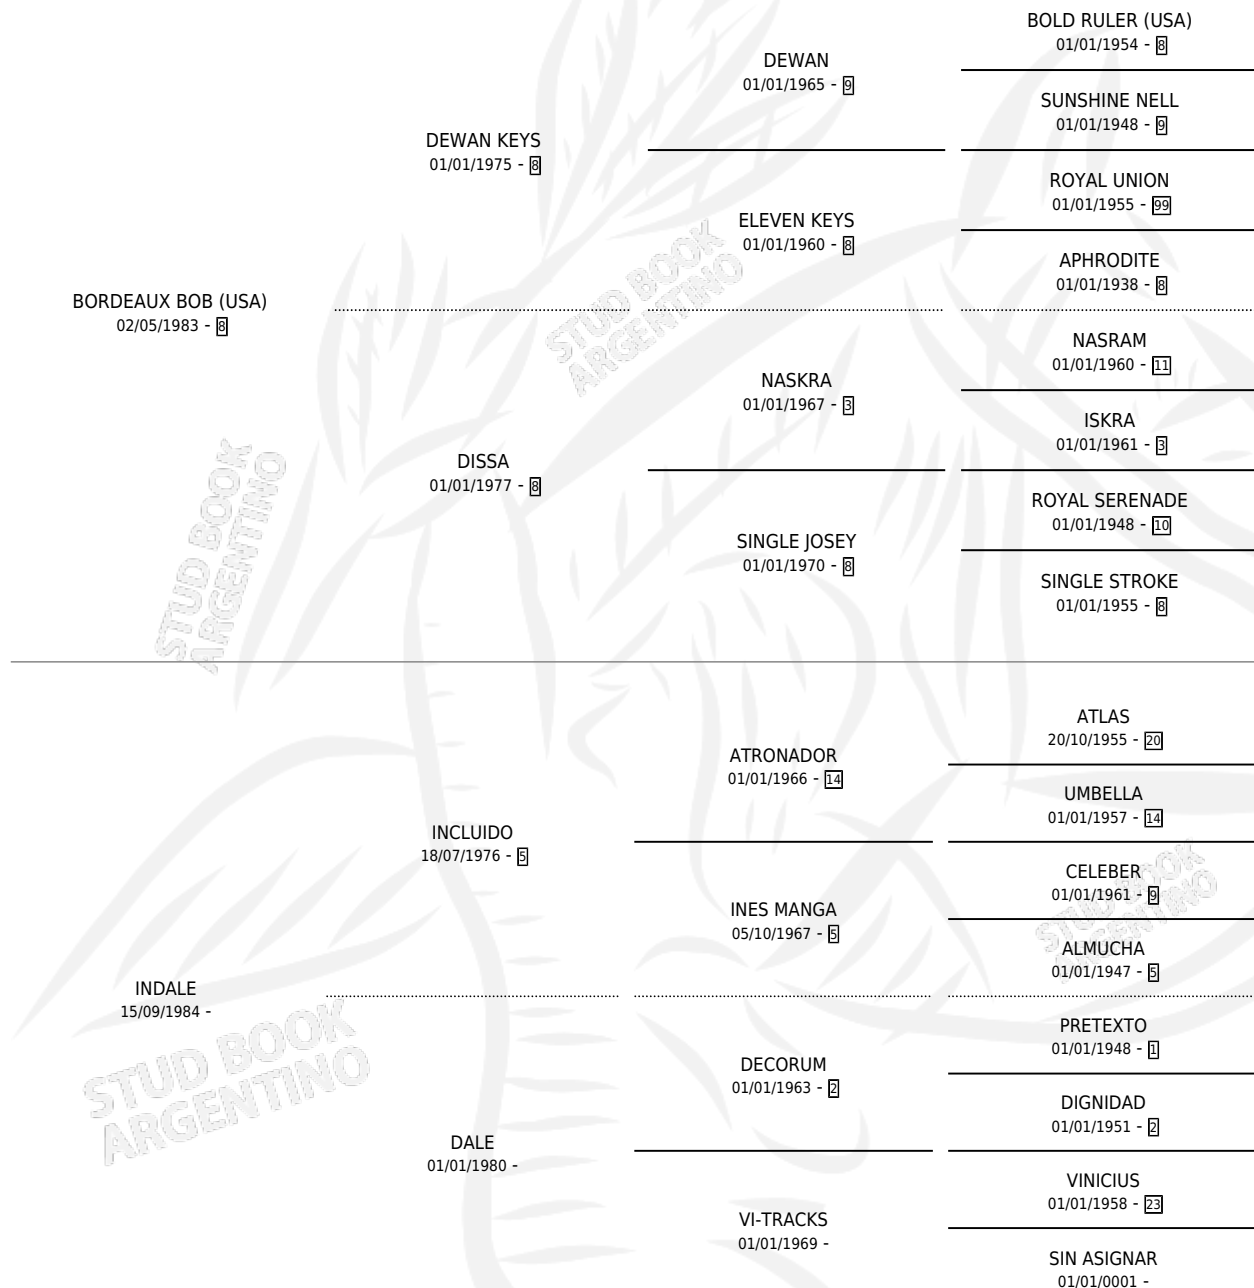 BOLD RULER (USA)
01/01/1954 - 8
DEWAN
01/01/1965 - 9
SUNSHINE NELL
01/01/1948 - 9
DEWAN KEYS
01/01/1975 - 8
ROYAL UNION
01/01/1955 - 99
ELEVEN KEYS
01/01/1960 - 8
APHRODITE
01/01/1938 - 8
BORDEAUX BOB (USA)
02/05/1983 - 8
STUD BOOK
ARGENTINO
NASRAM
01/01/1960 - 11
NASKRA
01/01/1967 - 3
ISKRA
01/01/1961 - 3
DISSA
01/01/1977 - 8
ROYAL SERENADE
01/01/1948 - 10
SINGLE JOSEY
01/01/1970 - 8
SINGLE STROKE
01/01/1955 - 8
STUD BOOK
ARGENTINO
ATLAS
20/10/1955 - 20
ATRONADOR
01/01/1966 - 14
UMBELLA
01/01/1957 - 14
INCLUIDO
18/07/1976 - 5
CELEBER
01/01/1961 - 9
INES MANGA
05/10/1967 - 5
STUD BOOK
ARGENTINO
ALMUCHA
01/01/1947 - 5
INDALE
15/09/1984 -
PRETEXTO
01/01/1948 - 1
DECORUM
01/01/1963 - 2
DIGNIDAD
01/01/1951 - 2
STUD BOOK
ARGENTINO
DALE
01/01/1980 -
VINICIUS
01/01/1958 - 23
VI-TRACKS
01/01/1969 -
SIN ASIGNAR
01/01/0001 -